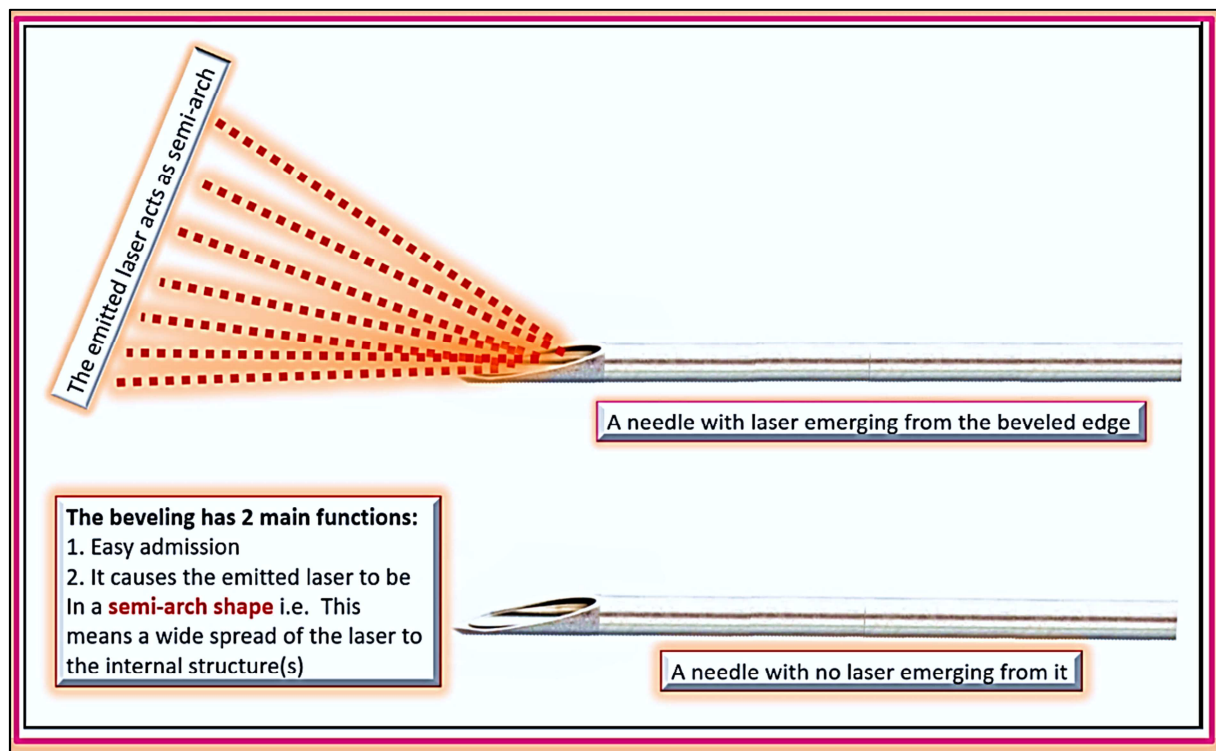 The emitted laser acts as semi-arch
A needle with laser emerging from the beveled edge
The beveling has 2 main functions:
1. Easy admission
2. It causes the emitted laser to be
In a semi-arch shape i.e. This
means a wide spread of the laser to
the internal structure(s)
A needle with no laser emerging from it